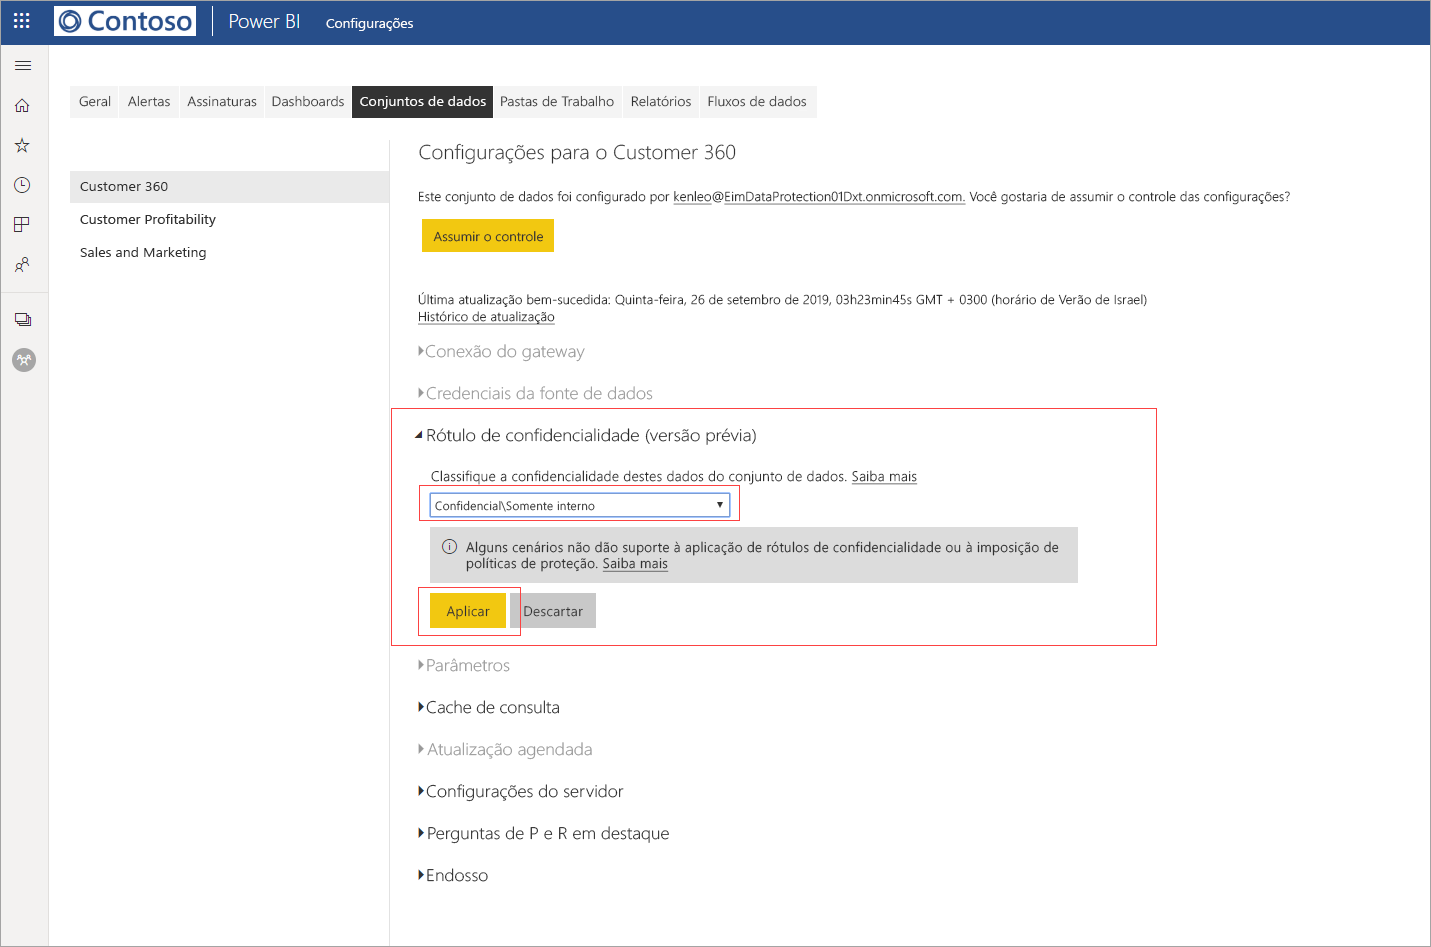 Contoso
Power BI
Configurações
Geral
Alertas
Assinaturas
Dashboards
Conjuntos de dados
Pastas de Trabalho
Relatórios
Fluxos de dados
Customer 360
Customer Profitability
Sales and Marketing
Configurações para o Customer 360
Este conjunto de dados foi configurado por kenleo@EimDataProtection01Dxt.onmicrosoft.com. Você gostaria de assumir o controle das configurações?
Assumir o controle
Última atualização bem-sucedida: Quinta-feira, 26 de setembro de 2019, 03h23min45s GMT + 0300 (horário de Verão de Israel)
Histórico de atualização
Conexão do gateway
Credenciais da fonte de dados
Rótulo de confidencialidade (versão prévia)
Classifique a confidencialidade destes dados do conjunto de dados. Saiba mais
Confidencial\Somente interno
Alguns cenários não dão suporte à aplicação de rótulos de confidencialidade ou à imposição de
políticas de proteção. Saiba mais
Aplicar
Descartar
Parâmetros
Cache de consulta
Atualização agendada
Configurações do servidor
Perguntas de P e R em destaque
Endosso